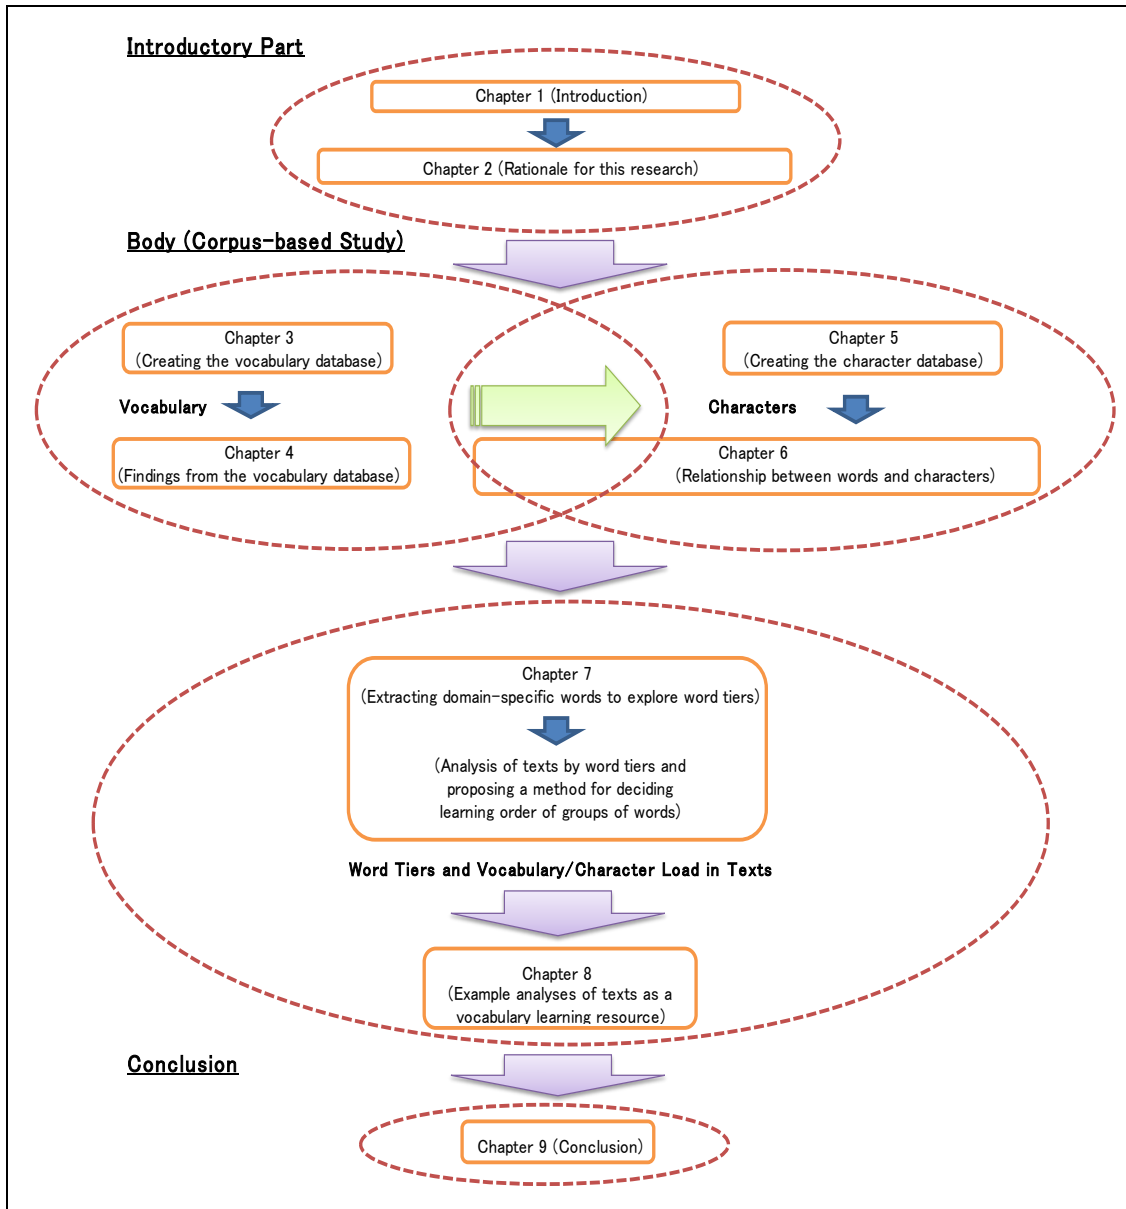 Introductory Part
Chapter 1 (Introduction)
Chapter 2 (Rationale for this research)
Body (Corpus-based Study)
Chapter 3
(Creating the vocabulary database)
Vocabulary
Chapter 4
(Findings from the vocabulary database)
Chapter 5
(Creating the character database)
Characters
Chapter 6
(Relationship between words and characters)
Chapter 7
(Extracting domain-specific words to explore word tiers)
(Analysis of texts by word tiers and
proposing a method for deciding
learning order of groups of words)
Word Tiers and Vocabulary/Character Load in Texts
Chapter 8
(Example analyses of texts as a
vocabulary learning resource)
Conclusion
Chapter 9 (Conclusion)